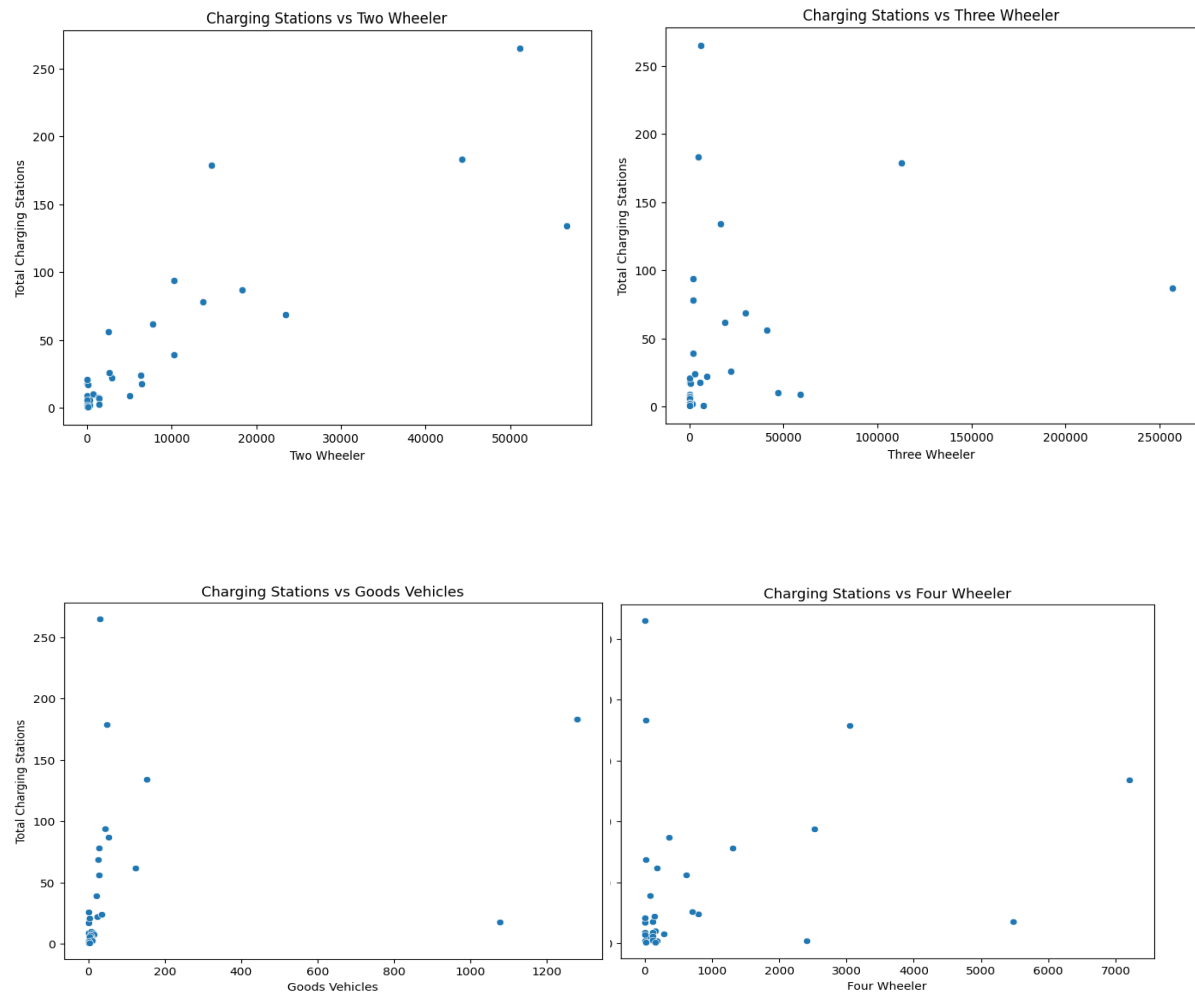 Charging Stations vs Two Wheeler
250
200
150
100
50
0
Total Charging Stations
0 10000 20000 30000 40000 50000
Two Wheeler
Charging Stations vs Three Wheeler
250
200
150
100
50
0
Total Charging Stations
0 50000 100000 150000 200000 250000
Three Wheeler
Charging Stations vs Goods Vehicles
250
200
150
100
50
0
Total Charging Stations
0 200 400 600 800 1000 1200
Goods Vehicles
Charging Stations vs Four Wheeler
0 1000 2000 3000 4000 5000 6000 7000
Four Wheeler